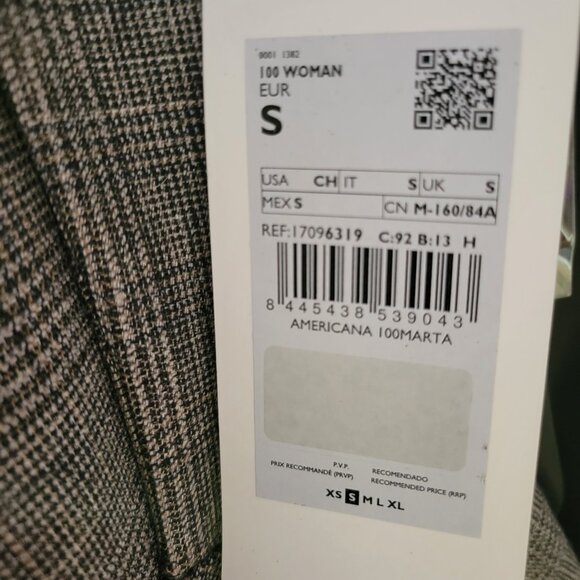 0001 1382
100 WOMAN
EUR
S
USA CH IT S UK S
MEX S CN M-160/84A
REF:17096319 C:92 B:13 H
8 445438 539043
AMERICANA 100MARTA
P.V.P. RECOMENDADO
PRIX RECOMMANDÉ (PRVP) RECOMMENDED PRICE (RRP)
XS S M L XL